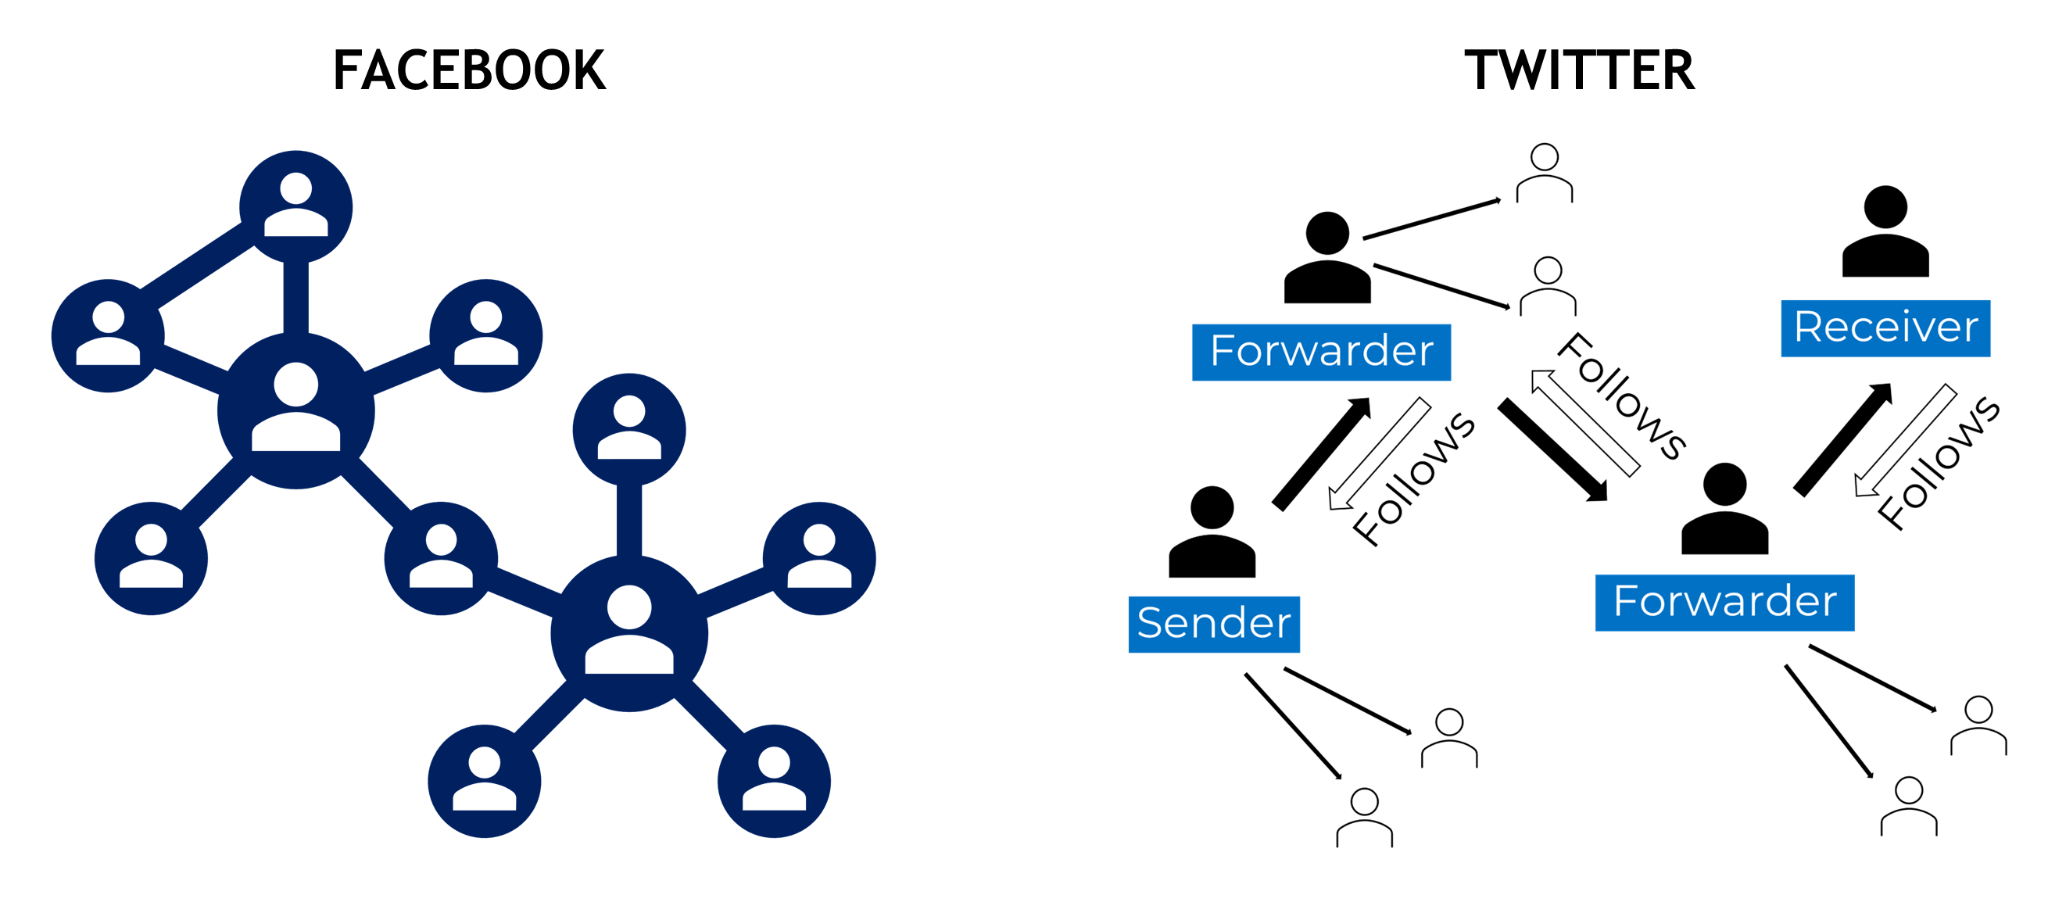 FACEBOOK
TWITTER
Forwarder
Receiver
Follows
Follows
Follows
Sender
Forwarder